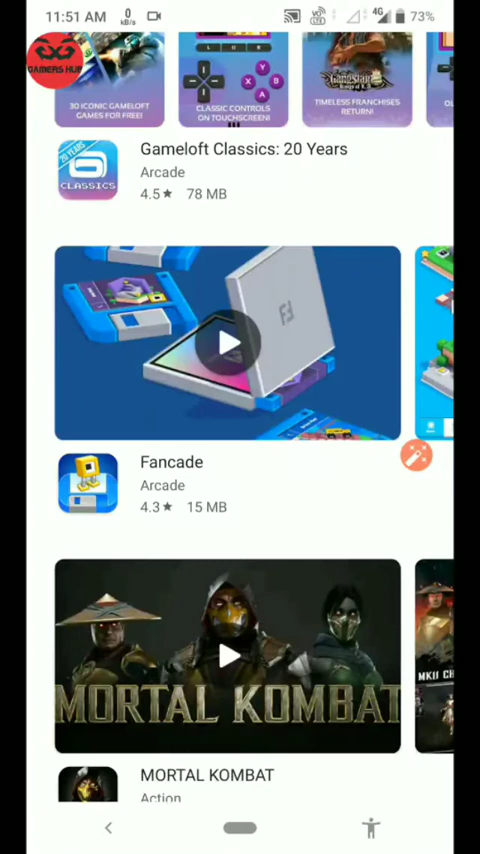 11:51 AM
0
kB/s
4G
73%
GAMERS HUB
30 ICONIC GAMELOFT
GAMES FOR FREE!
CLASSIC CONTROLS
ON TOUCHSCREEN!
TIMELESS FRANCHISES
RETURN!
20 YEARS
CLASSICS
Gameloft Classics: 20 Years
Arcade
4.5★ 78 MB
Fancade
Arcade
4.3★ 15 MB
MORTAL KOMBAT
MORTAL KOMBAT
Action